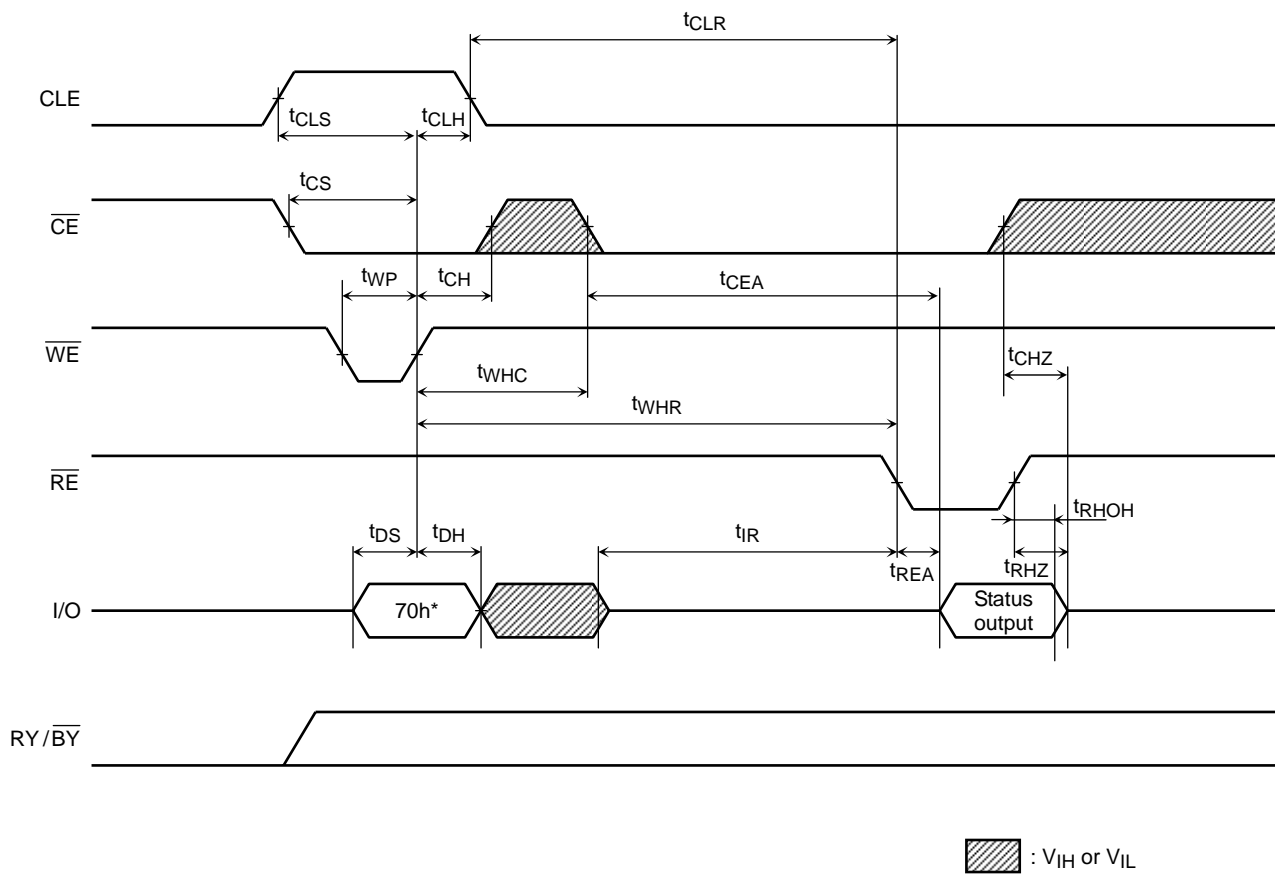 tCLR
CLE
tCLS
tCLH
tCS
CE
tWP
tCH
tCEA
WE
tCHZ
tWHC
tWHR
RE
tRHOH
tDS
tDH
tIR
tREA
tRHZ
I/O
70h*
Status
output
RY/BY
: VIH or VIL